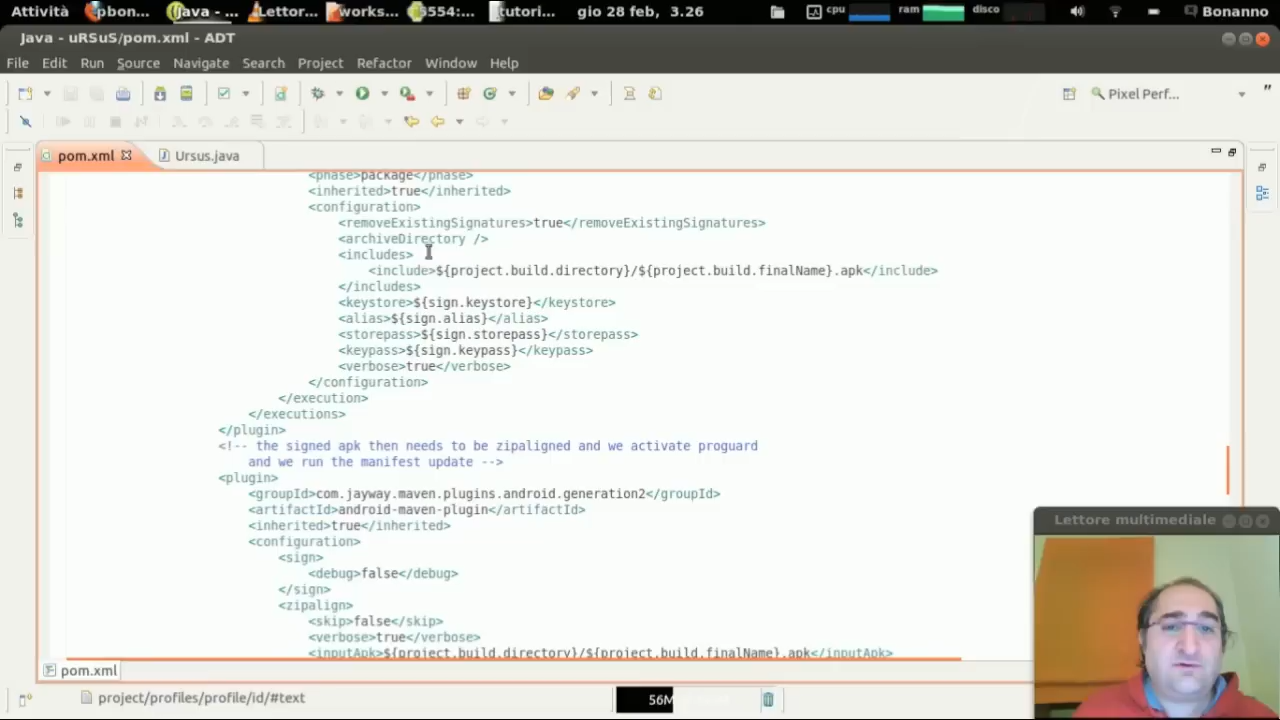 Attività
pbon...
Java - ...
Lettor...
works...
5554:...
tutori...
gio 28 feb, 3.26
cpu
ram
disco
Bonanno
Java - uRSuS/pom.xml - ADT
File Edit Run Source Navigate Search Project Refactor Window Help
Pixel Perf...
pom.xml
Ursus.java
<phase>package</phase>
<inherited>true</inherited>
<configuration>
<removeExistingSignatures>true</removeExistingSignatures>
<archiveDirectory />
<includes>
<include>${project.build.directory}/${project.build.finalName}.apk</include>
</includes>
<keystore>${sign.keystore}</keystore>
<alias>${sign.alias}</alias>
<storepass>${sign.storepass}</storepass>
<keypass>${sign.keypass}</keypass>
<verbose>true</verbose>
</configuration>
</execution>
</executions>
</plugin>
<!-- the signed apk then needs to be zipaligned and we activate proguard
and we run the manifest update -->
<plugin>
<groupId>com.jayway.maven.plugins.android.generation2</groupId>
<artifactId>android-maven-plugin</artifactId>
<inherited>true</inherited>
<configuration>
<sign>
<debug>false</debug>
</sign>
<zipalign>
<skip>false</skip>
<verbose>true</verbose>
<inputApk>${project.build.directory}/${project.build.finalName}.apk</inputApk>
Lettore multimediale
pom.xml
project/profiles/profile/id/#text
56M